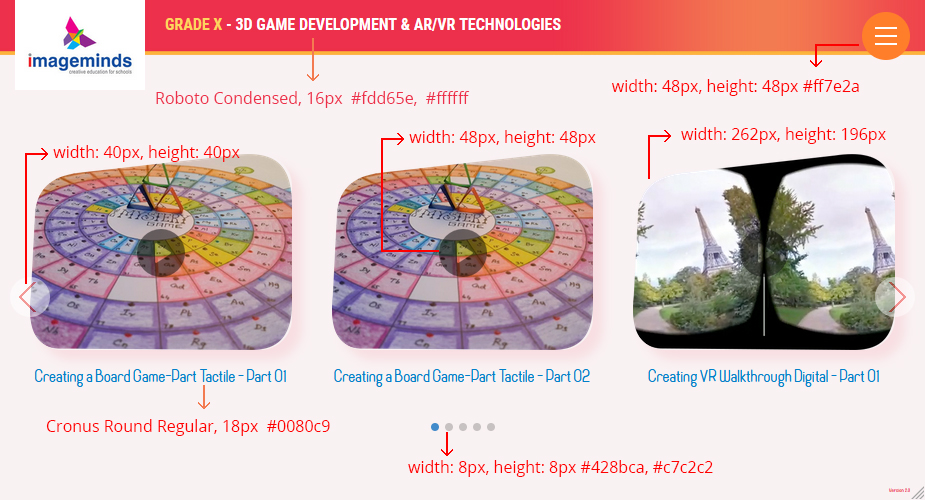 GRADE X - 3D GAME DEVELOPMENT & AR/VR TECHNOLOGIES
imageminds
creative education for schools
Roboto Condensed, 16px #fdd65e, #ffffff
width: 48px, height: 48px #ff7e2a
width: 40px, height: 40px
width: 48px, height: 48px
width: 262px, height: 196px
MYSTERY
GAME
Creating a Board Game-Part Tactile - Part 01
Creating a Board Game-Part Tactile - Part 02
Creating VR Walkthrough Digital - Part 01
Cronus Round Regular, 18px #0080c9
width: 8px, height: 8px #428bca, #c7c2c2